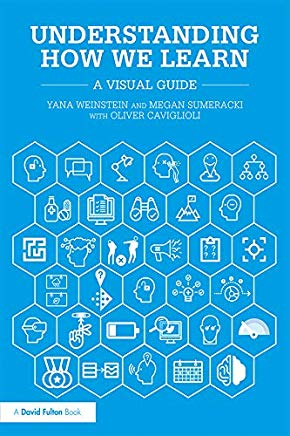 UNDERSTANDING
HOW WE LEARN
A VISUAL GUIDE
YANA WEINSTEIN AND MEGAN SUMERACKI
WITH OLIVER CAVIGLIOLI
A David Fulton Book